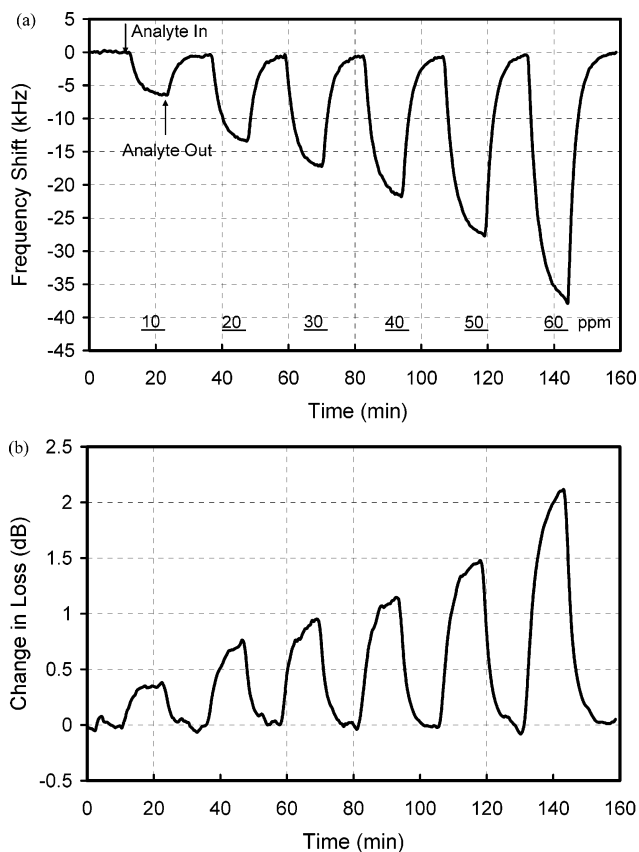 (a)
5
Analyte In
0
-5
-10
Analyte Out
-15
-20
-25
-30
-35
-40
-45
Frequency Shift (kHz)
10 20 30 40 50 60 ppm
0 20 40 60 80 100 120 140 160
Time (min)
(b)
2.5
2
1.5
1
0.5
0
-0.5
Change in Loss (dB)
0 20 40 60 80 100 120 140 160
Time (min)